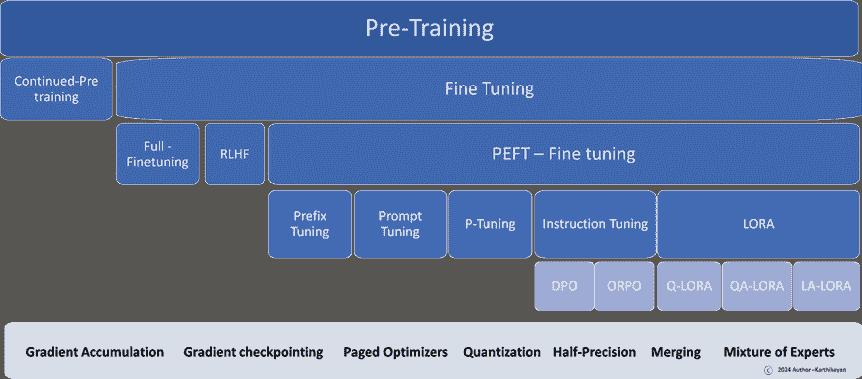 Pre-Training
Continued-Pre
training
Fine Tuning
Full -
Finetuning
RLHF
PEFT – Fine tuning
Prefix
Tuning
Prompt
Tuning
P-Tuning
Instruction Tuning
LORA
DPO
ORPO
Q-LORA
QA-LORA
LA-LORA
Gradient Accumulation Gradient checkpointing Paged Optimizers Quantization Half-Precision Merging Mixture of Experts
© 2024 Author -Karthikeyan